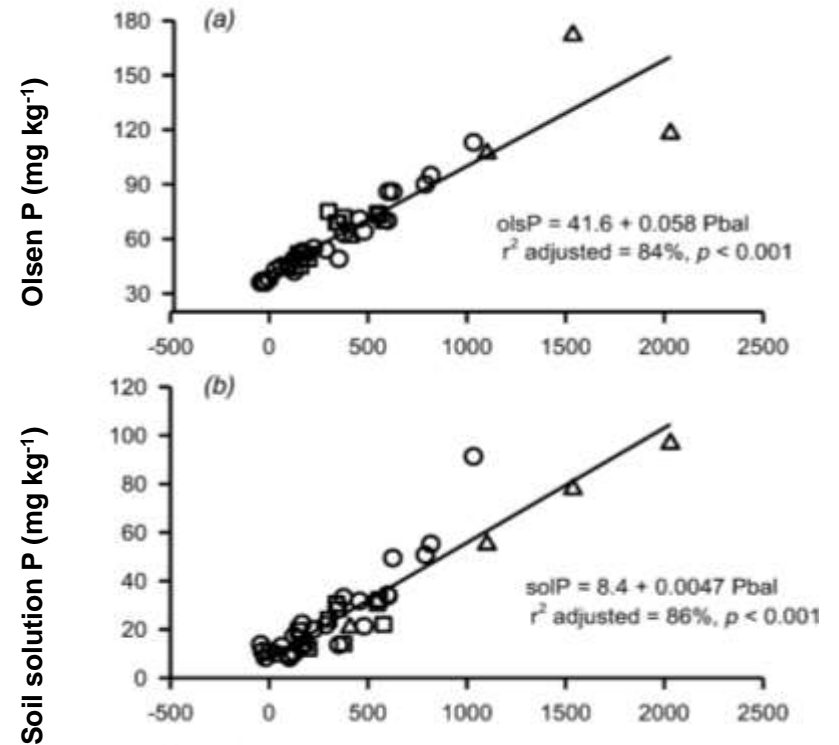 (a)
180
150
120
90
60
30
Olsen P (mg kg⁻¹)
olsP = 41.6 + 0.058 Pbal
r² adjusted = 84%, p < 0.001
-500 0 500 1000 1500 2000 2500
(b)
120
100
80
60
40
20
0
Soil solution P (mg kg⁻¹)
solP = 8.4 + 0.0047 Pbal
r² adjusted = 86%, p < 0.001
-500 0 500 1000 1500 2000 2500